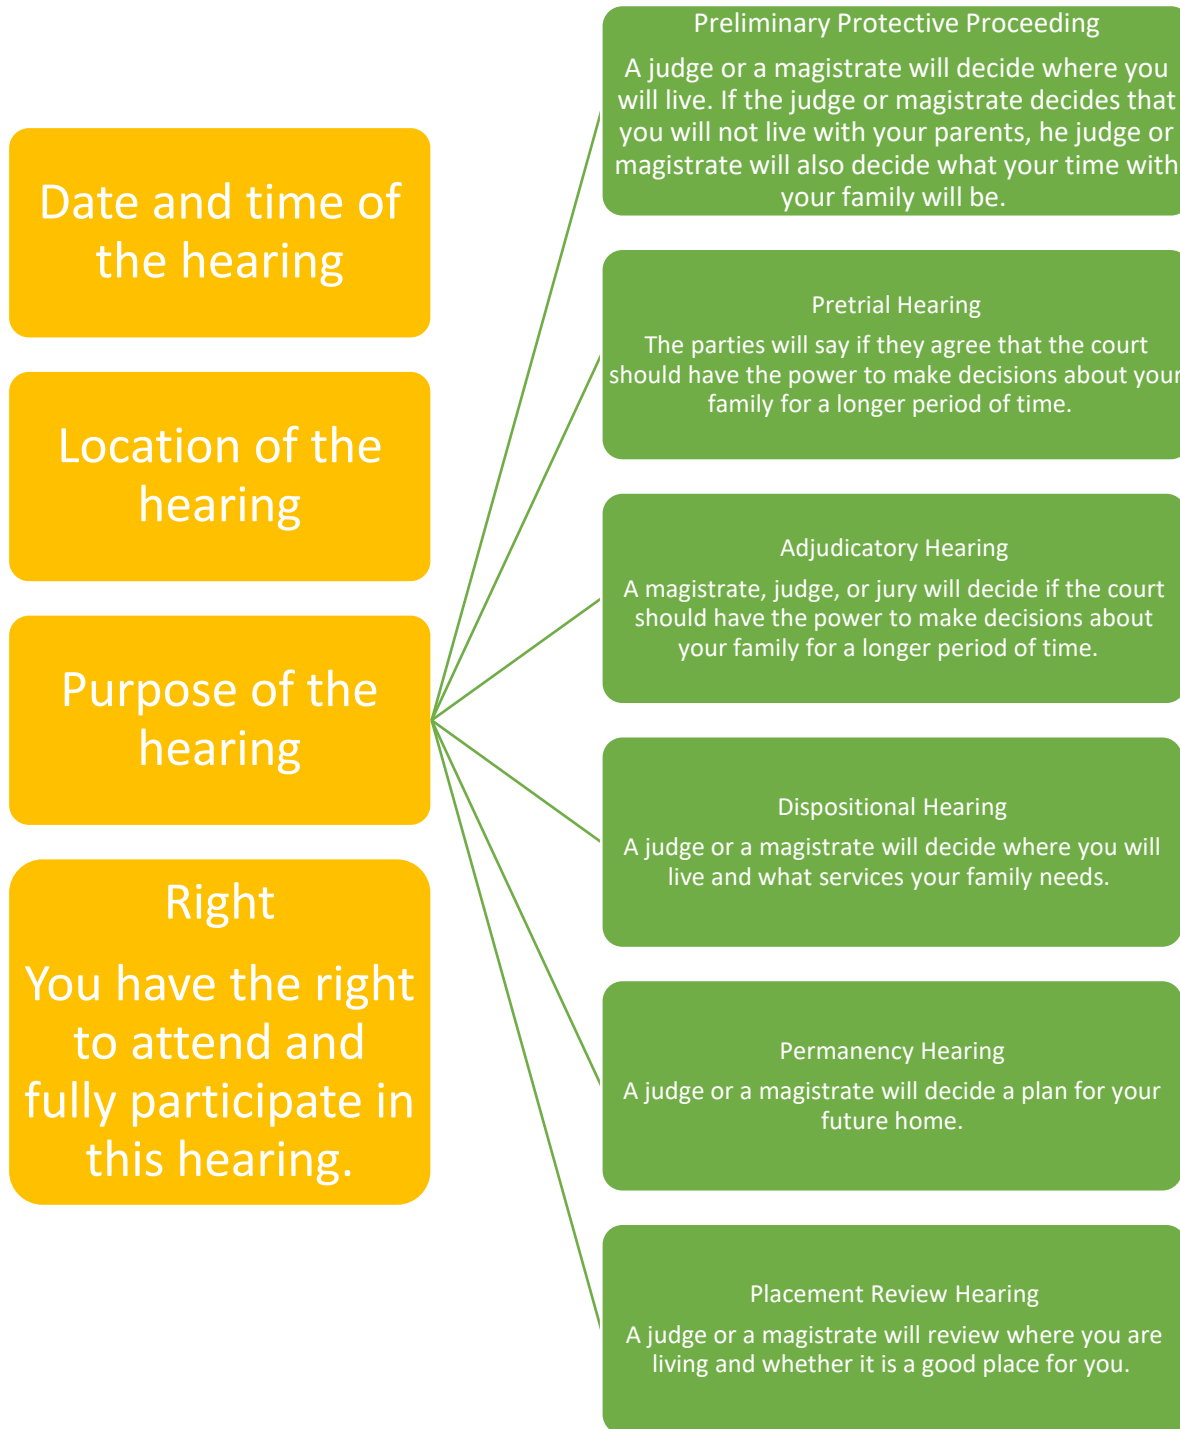 Date and time of
the hearing
Location of the
hearing
Purpose of the
hearing
Right
You have the right
to attend and
fully participate in
this hearing.
Preliminary Protective Proceeding
A judge or a magistrate will decide where you
will live. If the judge or magistrate decides that
you will not live with your parents, he judge or
magistrate will also decide what your time with
your family will be.
Pretrial Hearing
The parties will say if they agree that the court
should have the power to make decisions about your
family for a longer period of time.
Adjudicatory Hearing
A magistrate, judge, or jury will decide if the court
should have the power to make decisions about
your family for a longer period of time.
Dispositional Hearing
A judge or a magistrate will decide where you will
live and what services your family needs.
Permanency Hearing
A judge or a magistrate will decide a plan for your
future home.
Placement Review Hearing
A judge or a magistrate will review where you are
living and whether it is a good place for you.